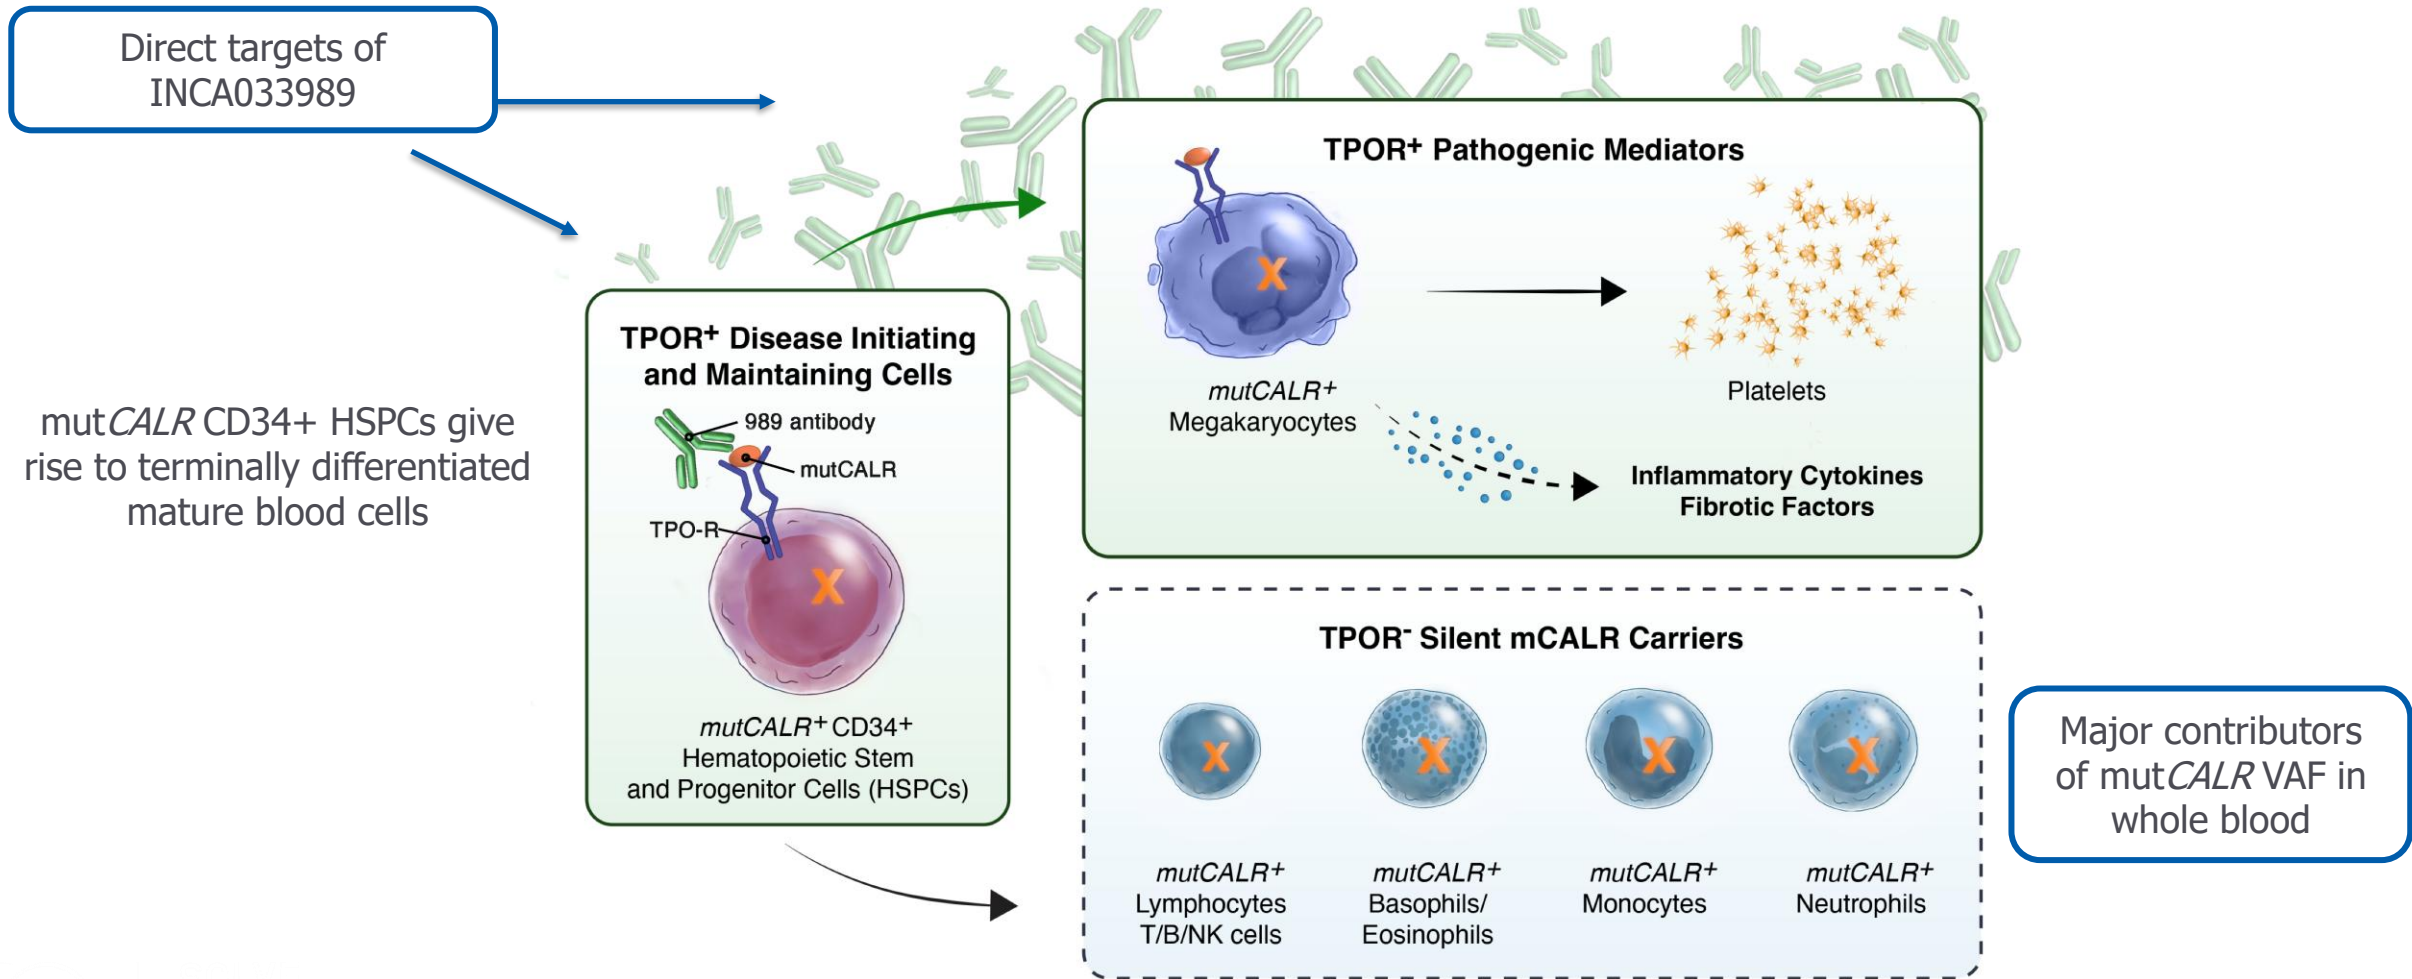 Direct targets of
INCA033989
mutCALR CD34+ HSPCs give
rise to terminally differentiated
mature blood cells
TPOR+ Disease Initiating
and Maintaining Cells
989 antibody
mutCALR
TPO-R
X
mutCALR+ CD34+
Hematopoietic Stem
and Progenitor Cells (HSPCs)
TPOR+ Pathogenic Mediators
X
mutCALR+
Megakaryocytes
Platelets
Inflammatory Cytokines
Fibrotic Factors
TPOR- Silent mCALR Carriers
X X X X
mutCALR+
Lymphocytes
T/B/NK cells
mutCALR+
Basophils/
Eosinophils
mutCALR+
Monocytes
mutCALR+
Neutrophils
Major contributors
of mutCALR VAF in
whole blood